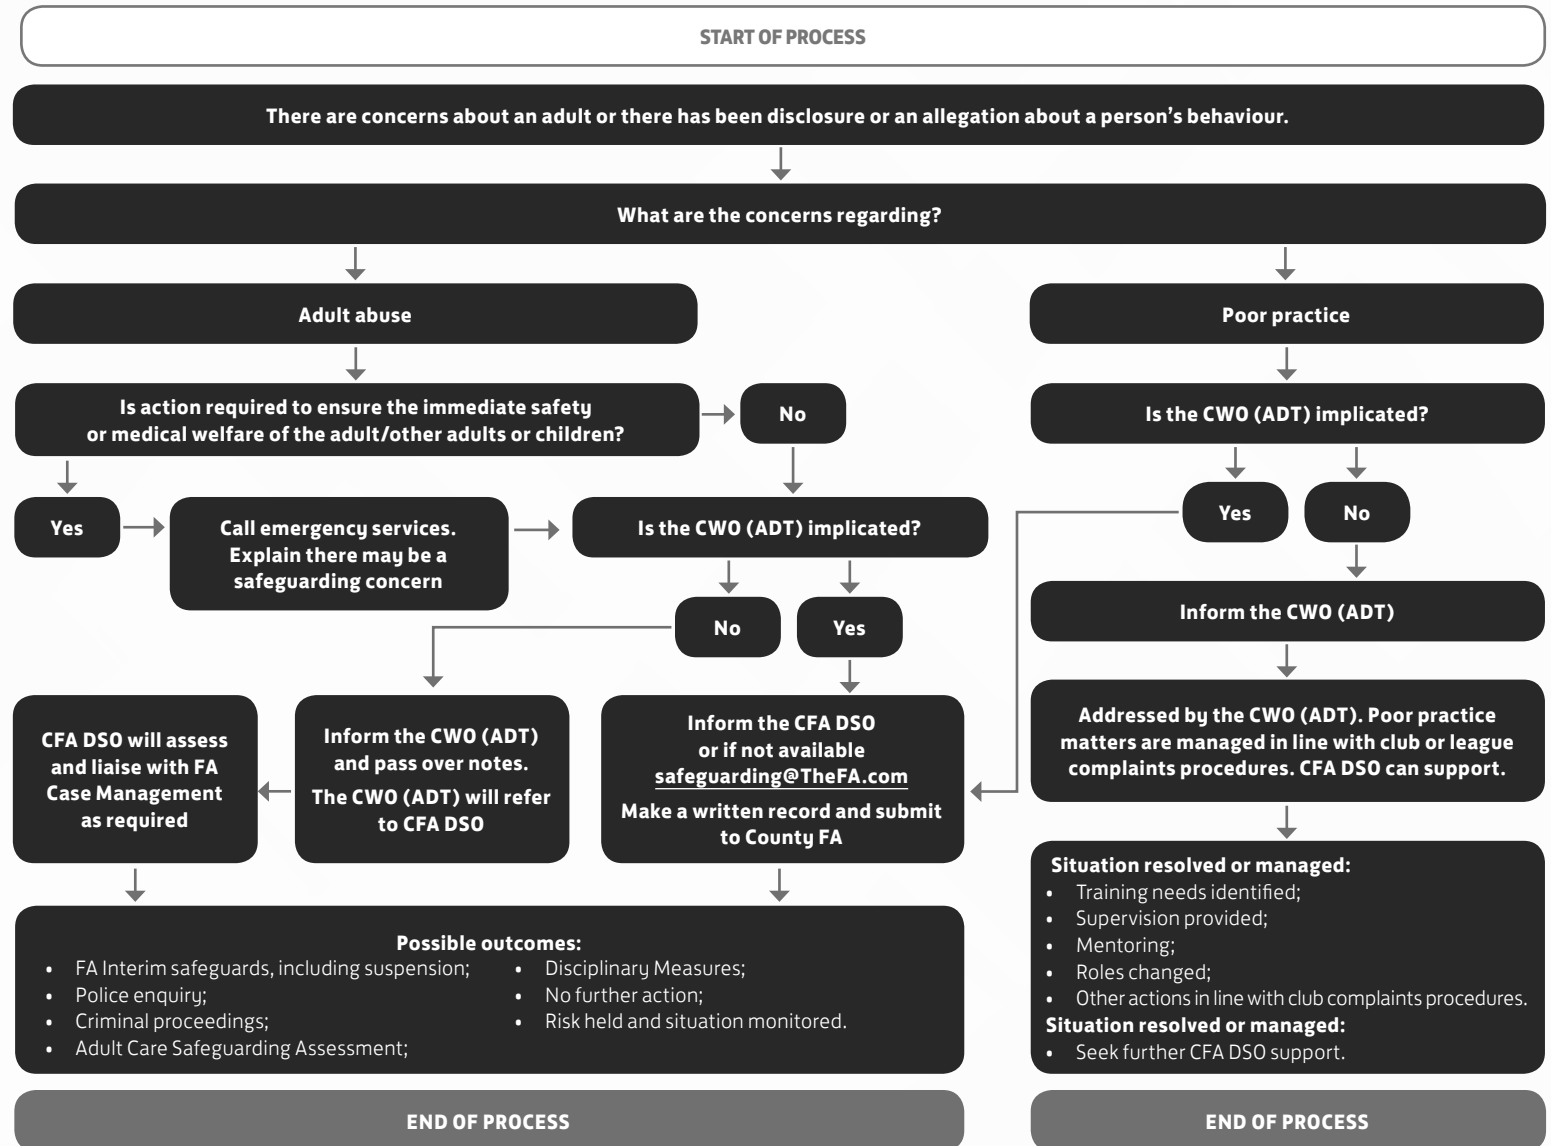 START OF PROCESS
There are concerns about an adult or there has been disclosure or an allegation about a person's behaviour.
What are the concerns regarding?
Adult abuse
Is action required to ensure the immediate safety
or medical welfare of the adult/other adults or children?
No
Yes
Call emergency services.
Explain there may be a
safeguarding concern
Is the CWO (ADT) implicated?
No
Yes
CFA DSO will assess
and liaise with FA
Case Management
as required
Inform the CWO (ADT)
and pass over notes.
The CWO (ADT) will refer
to CFA DSO
Inform the CFA DSO
or if not available
safeguarding@TheFA.com
Make a written record and submit
to County FA
Possible outcomes:
• FA Interim safeguards, including suspension;
• Police enquiry;
• Criminal proceedings;
• Adult Care Safeguarding Assessment;
• Disciplinary Measures;
• No further action;
• Risk held and situation monitored.
END OF PROCESS
Poor practice
Is the CWO (ADT) implicated?
Yes
No
Inform the CWO (ADT)
Addressed by the CWO (ADT). Poor practice
matters are managed in line with club or league
complaints procedures. CFA DSO can support.
Situation resolved or managed:
• Training needs identified;
• Supervision provided;
• Mentoring;
• Roles changed;
• Other actions in line with club complaints procedures.
Situation resolved or managed:
• Seek further CFA DSO support.
END OF PROCESS